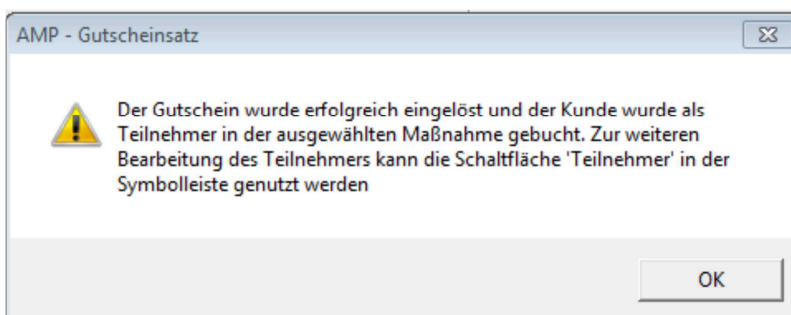 AMP - Gutscheinsatz
Der Gutschein wurde erfolgreich eingelöst und der Kunde wurde als
Teilnehmer in der ausgewählten Maßnahme gebucht. Zur weiteren
Bearbeitung des Teilnehmers kann die Schaltfläche 'Teilnehmer' in der
Symbolleiste genutzt werden
OK